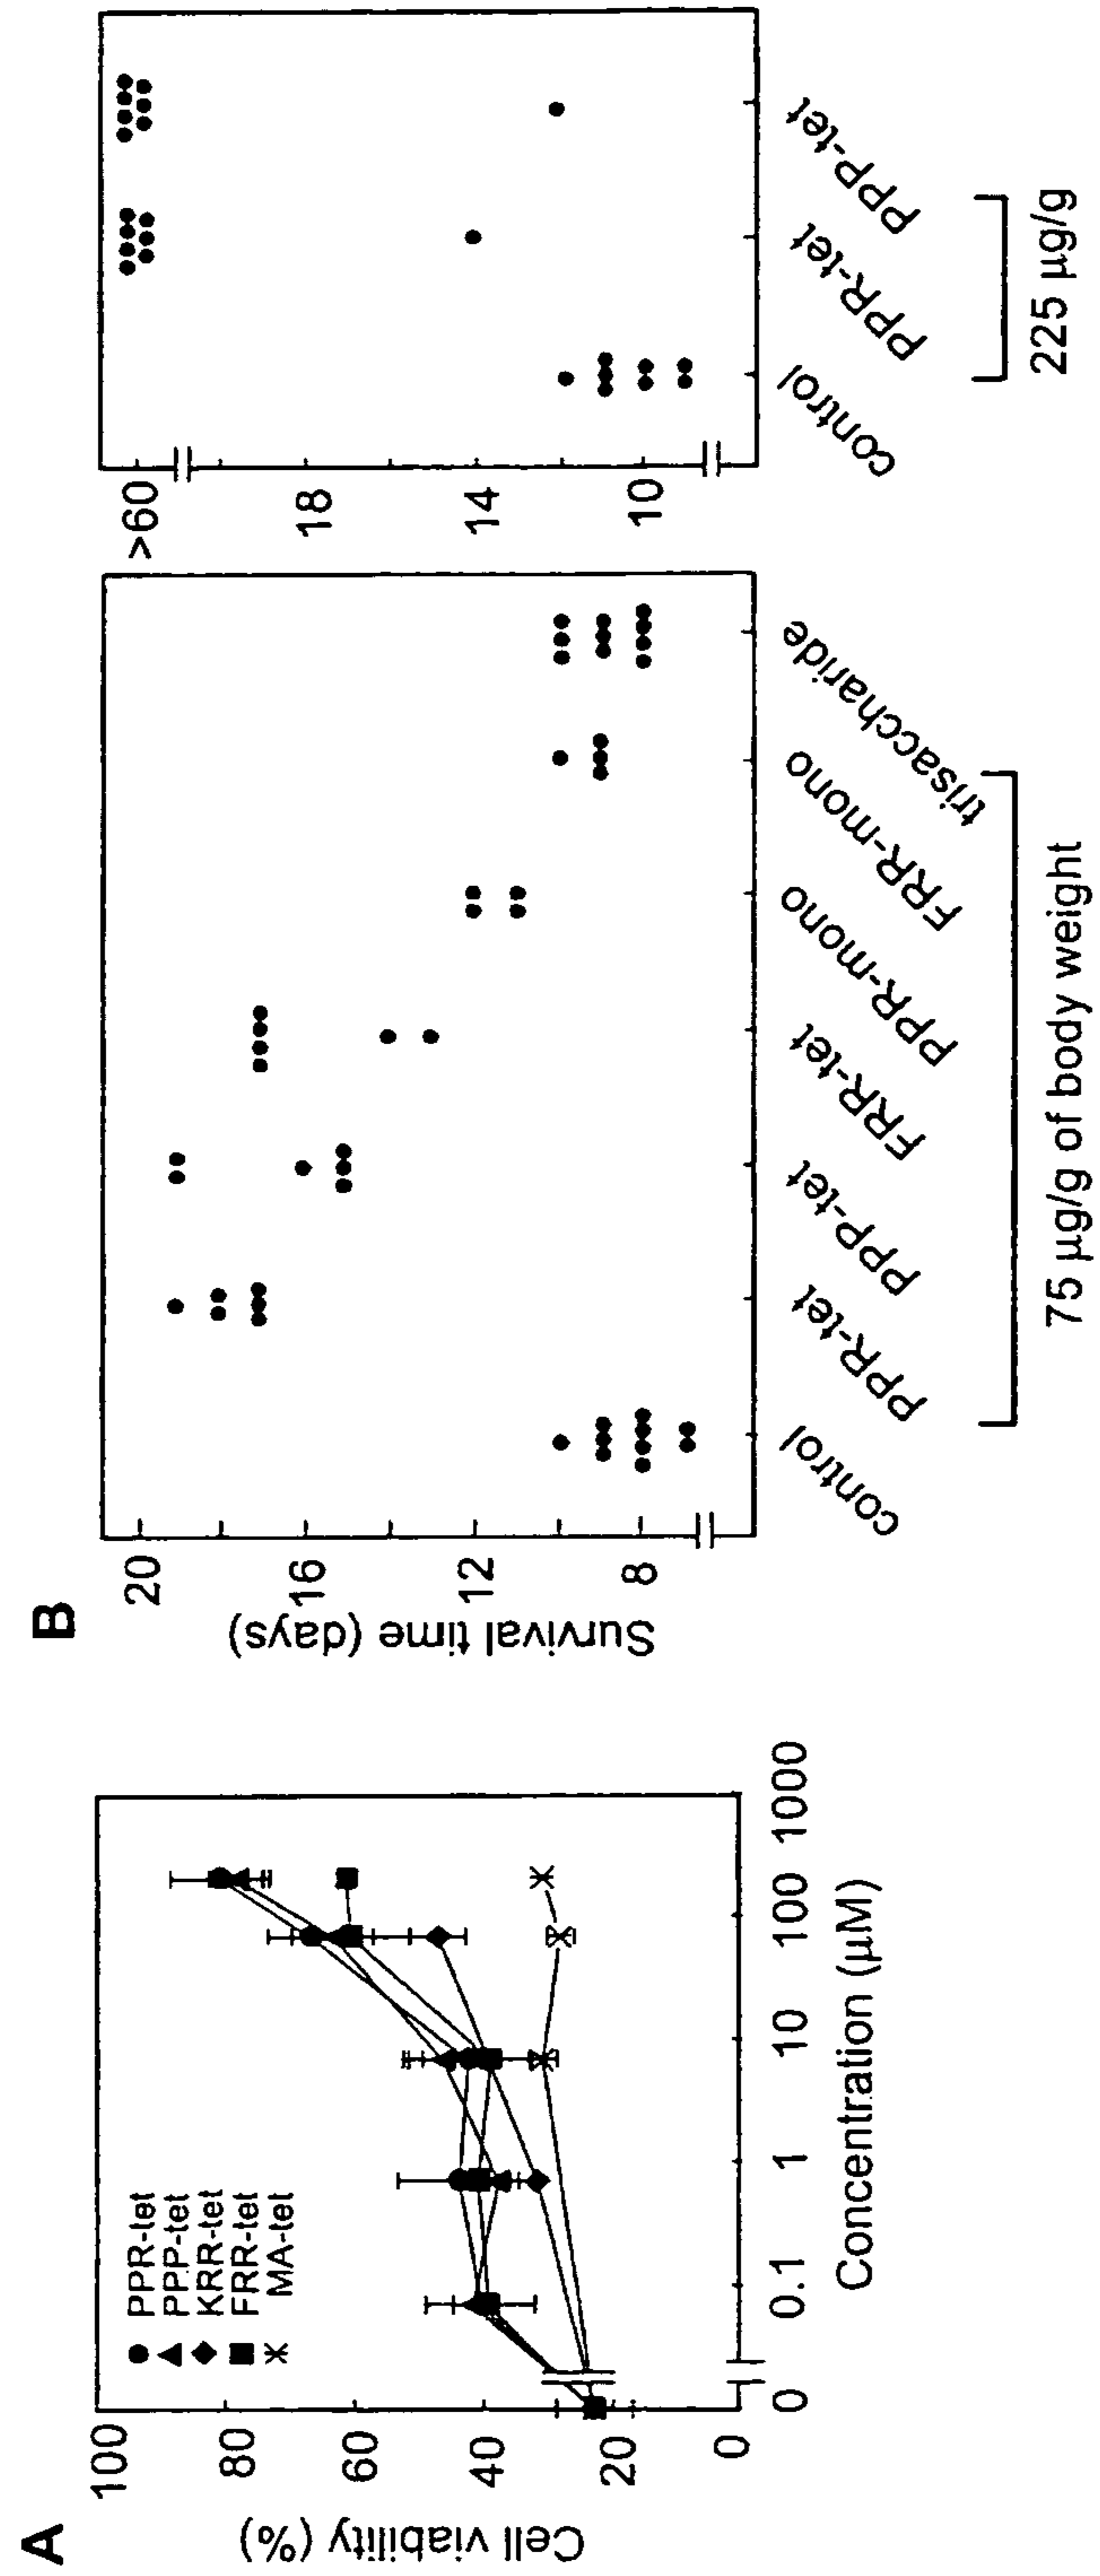 A
Cell viability (%)
100
80
60
40
20
0
PPR-tet
PPP-tet
KRR-tet
FRR-tet
MA-tet
0 0.1 1 10 100 1000
Concentration (µM)
B
Survival time (days)
20
16
12
8
control
PPR-tet
PPP-tet
FRR-tet
PPR-mono
FRR-mono
trisaccharide
75 µg/g of body weight
>60
18
14
10
control
PPR-tet
PPP-tet
225 µg/g